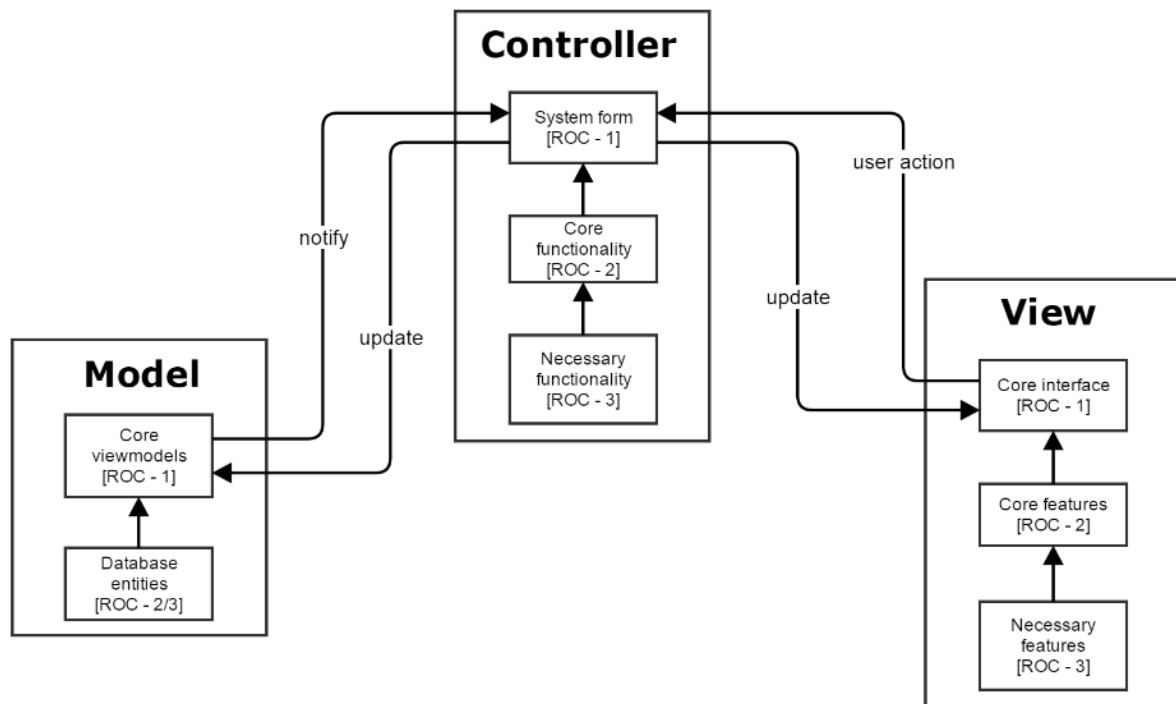 Controller
System form
[ROC - 1]
user action
Core
functionality
[ROC - 2]
notify
update
update
Necessary
functionality
[ROC - 3]
Model
Core
viewmodels
[ROC - 1]
Database
entities
[ROC - 2/3]
View
Core interface
[ROC - 1]
Core features
[ROC - 2]
Necessary
features
[ROC - 3]